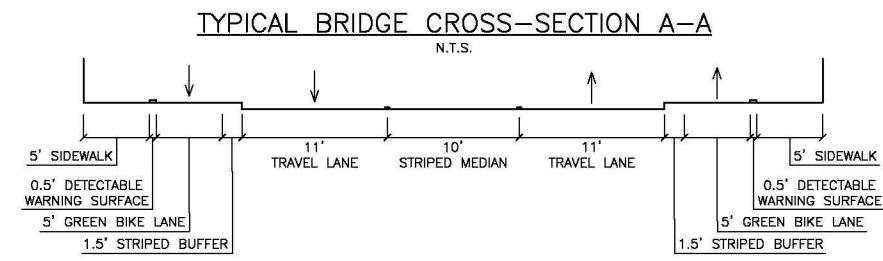 TYPICAL BRIDGE CROSS-SECTION A-A
N.T.S.
11'
TRAVEL LANE
10'
STRIPED MEDIAN
11'
TRAVEL LANE
5' SIDEWALK
0.5' DETECTABLE
WARNING SURFACE
5' GREEN BIKE LANE
1.5' STRIPED BUFFER
5' SIDEWALK
0.5' DETECTABLE
WARNING SURFACE
5' GREEN BIKE LANE
1.5' STRIPED BUFFER